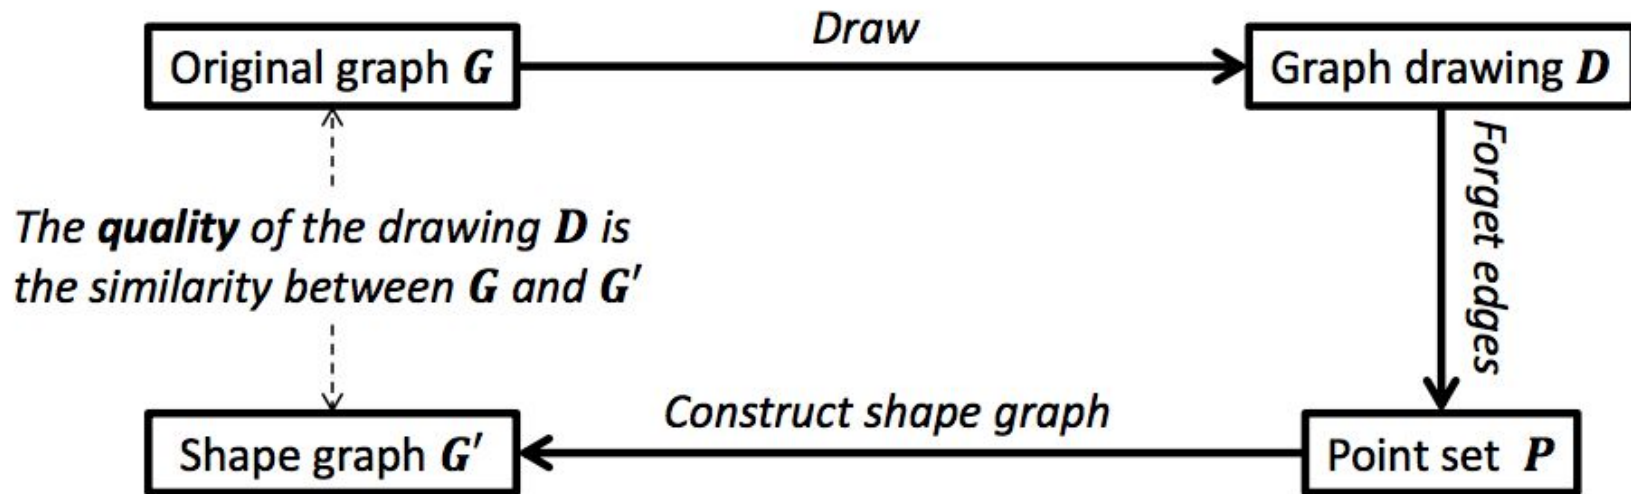 Draw
Original graph G
Graph drawing D
Forget edges
The quality of the drawing D is
the similarity between G and G′
Construct shape graph
Shape graph G′
Point set P